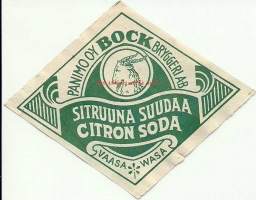 PANIMO OY BOCK BRYGGERI AB
SITRUUNA SUUDAA
CITRON SODA
VAASA WASA